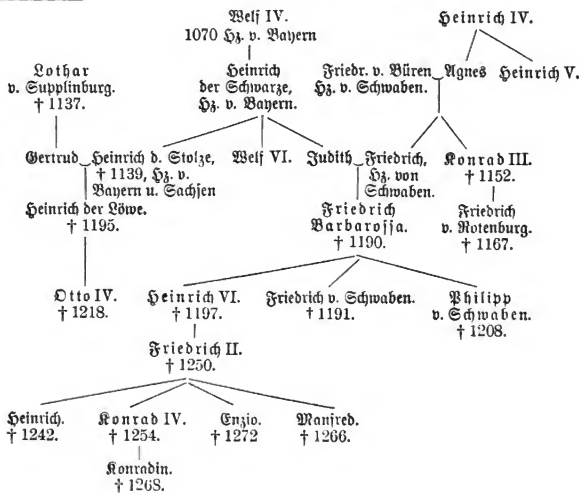 Welf IV.
1070 Hz. v. Bayern
Heinrich IV.
Lothar
v. Supplinburg.
† 1137.
Heinrich
der Schwarze,
Hz. v. Bayern.
Friedr. v. Büren
Hz. v. Schwaben.
Agnes
Heinrich V.
Gertrud
Heinrich d. Stolze,
† 1139, Hz. v.
Bayern u. Sachsen
Welf VI.
Judith
Friedrich,
Hz. von
Schwaben.
Konrad III.
† 1152.
Heinrich der Löwe.
† 1195.
Friedrich
Barbarossa.
† 1190.
Friedrich
v. Rotenburg.
† 1167.
Otto IV.
† 1218.
Heinrich VI.
† 1197.
Friedrich v. Schwaben.
† 1191.
Philipp
v. Schwaben.
† 1208.
Friedrich II.
† 1250.
Heinrich.
† 1242.
Konrad IV.
† 1254.
Enzio.
† 1272
Manfred.
† 1266.
Konradin.
† 1268.